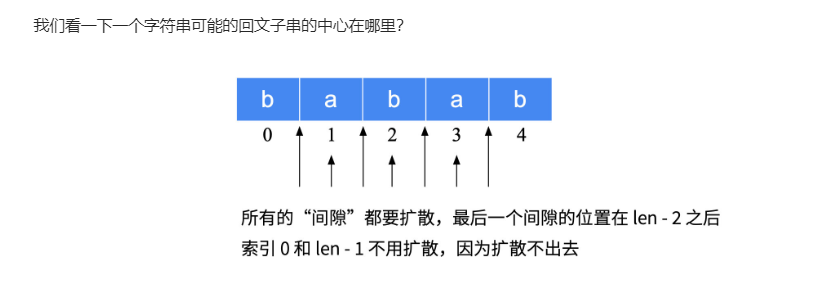 我们看一下一个字符串可能的回文子串的中心在哪里？
b a b a b
0 1 2 3 4
所有的“间隙”都要扩散，最后一个间隙的位置在 len - 2 之后
索引 0 和 len - 1 不用扩散，因为扩散不出去